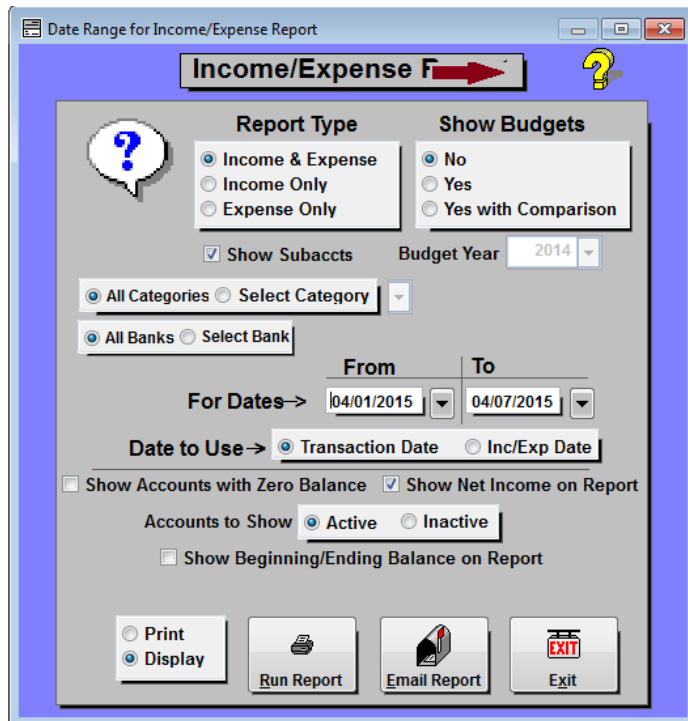 Date Range for Income/Expense Report
Income/Expense
Report Type
Show Budgets
Income & Expense
Income Only
Expense Only
No
Yes
Yes with Comparison
Show Subaccts
Budget Year 2014
All Categories Select Category
All Banks Select Bank
From To
For Dates-> 04/01/2015 04/07/2015
Date to Use-> Transaction Date Inc/Exp Date
Show Accounts with Zero Balance Show Net Income on Report
Accounts to Show Active Inactive
Show Beginning/Ending Balance on Report
Print
Display
EXIT
Run Report Email Report Exit